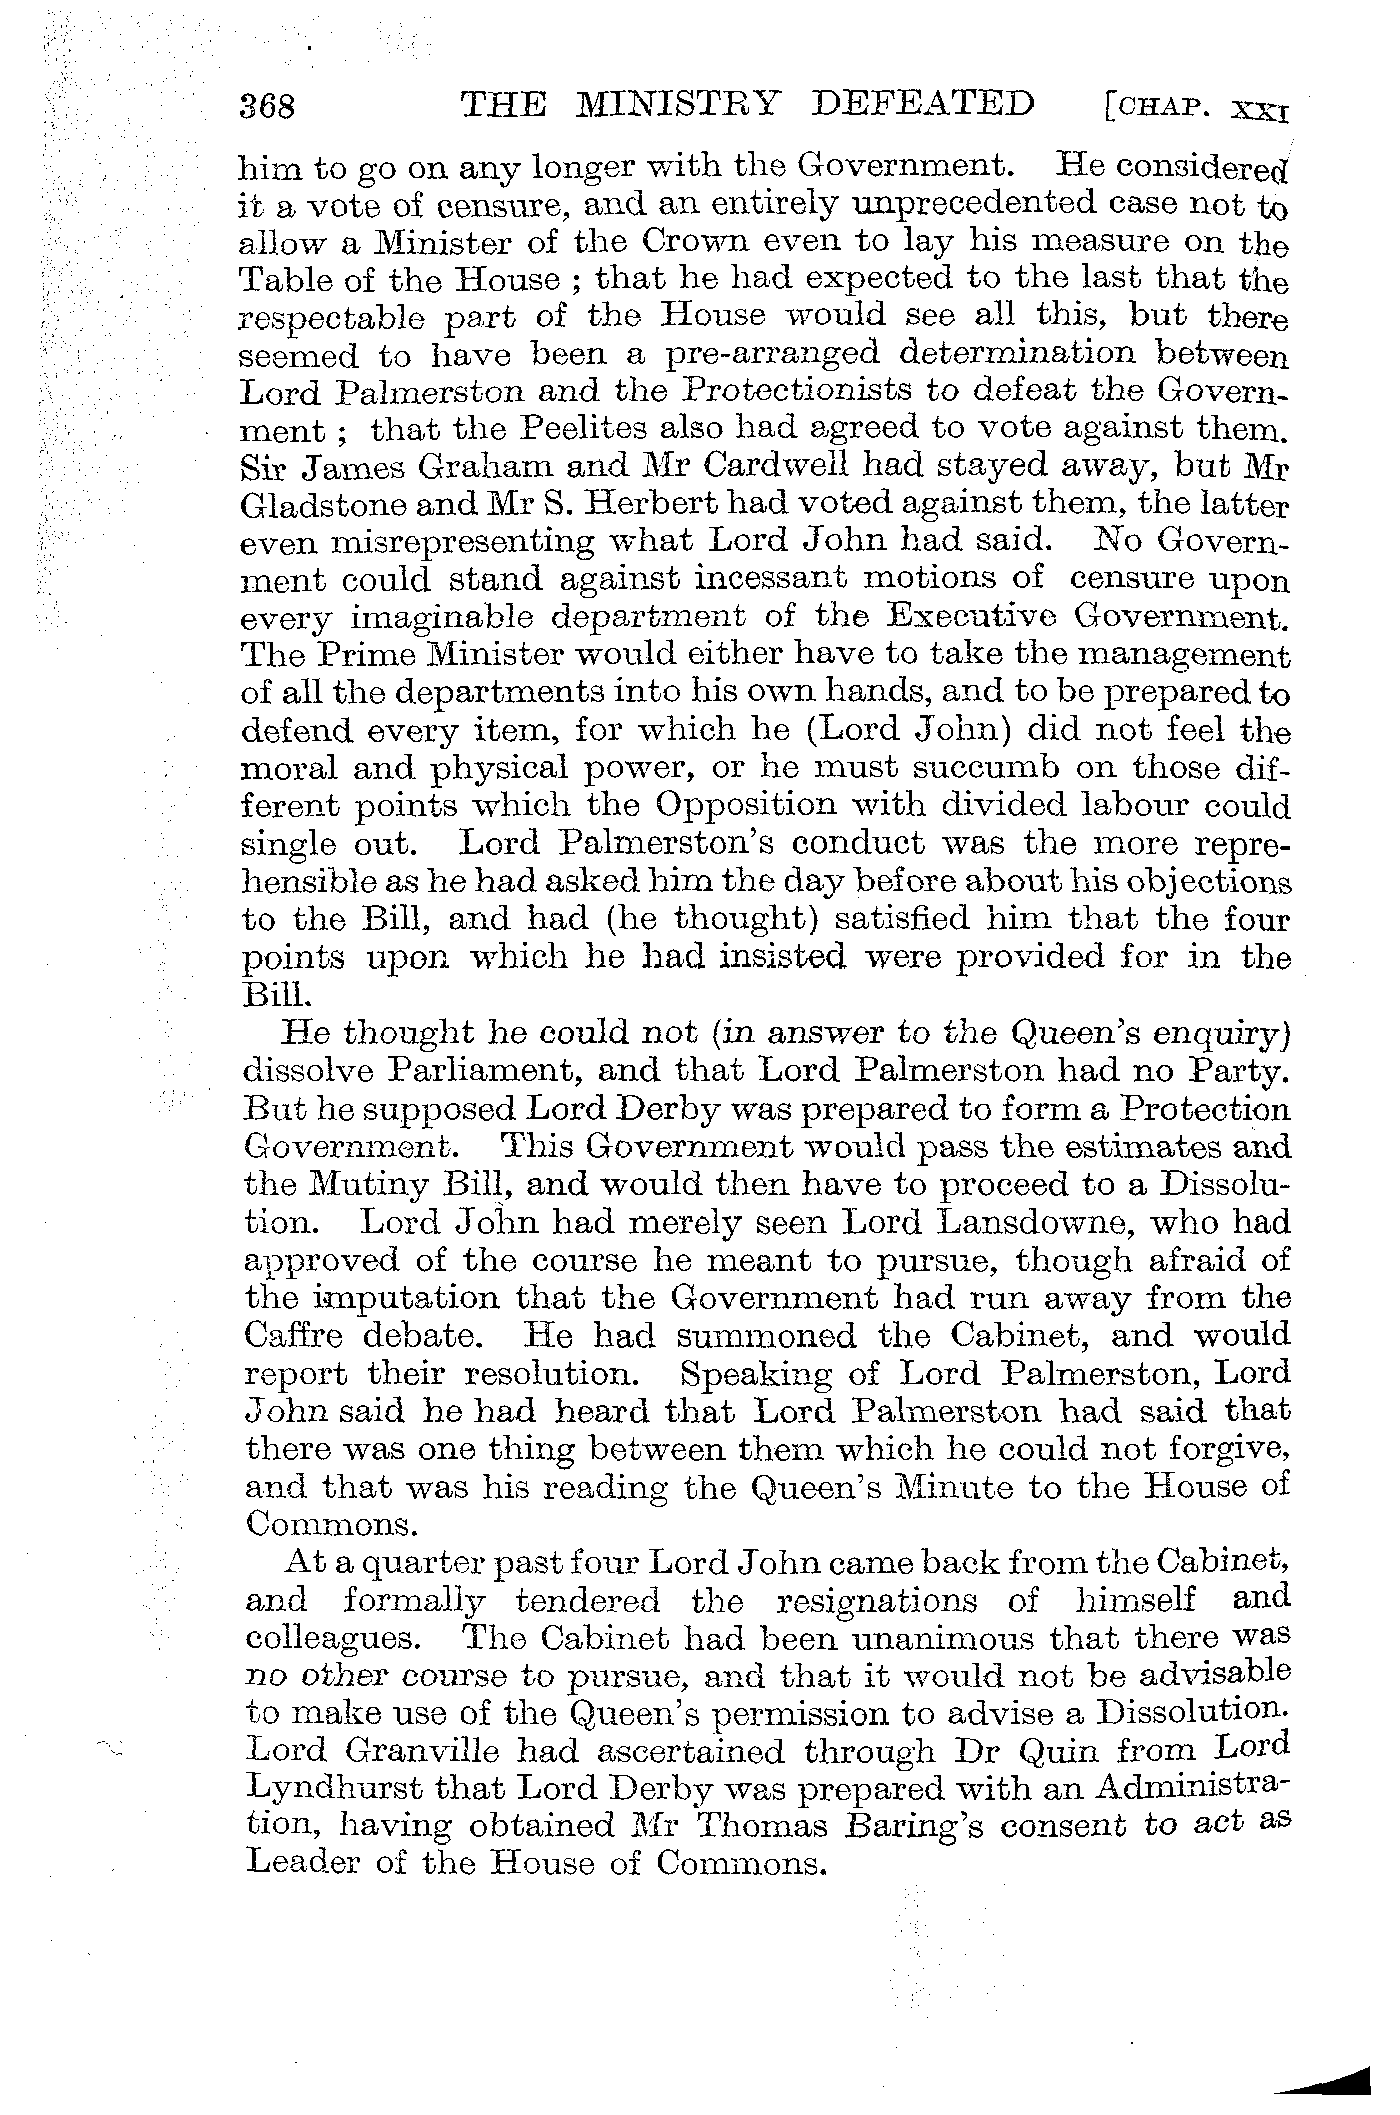 368 THE MINISTRY DEFEATED [CHAP. XXI
him to go on any longer with the Government. He considered
it a vote of censure, and an entirely unprecedented case not to
allow a Minister of the Crown even to lay his measure on the
Table of the House ; that he had expected to the last that the
respectable part of the House would see all this, but there
seemed to have been a pre-arranged determination between
Lord Palmerston and the Protectionists to defeat the Govern-
ment ; that the Peelites also had agreed to vote against them.
Sir James Graham and Mr Cardwell had stayed away, but Mr
Gladstone and Mr S. Herbert had voted against them, the latter
even misrepresenting what Lord John had said. No Govern-
ment could stand against incessant motions of censure upon
every imaginable department of the Executive Government.
The Prime Minister would either have to take the management
of all the departments into his own hands, and to be prepared to
defend every item, for which he (Lord John) did not feel the
moral and physical power, or he must succumb on those dif-
ferent points which the Opposition with divided labour could
single out. Lord Palmerston's conduct was the more repre-
hensible as he had asked him the day before about his objections
to the Bill, and had (he thought) satisfied him that the four
points upon which he had insisted were provided for in the
Bill.
He thought he could not (in answer to the Queen's enquiry)
dissolve Parliament, and that Lord Palmerston had no Party.
But he supposed Lord Derby was prepared to form a Protection
Government. This Government would pass the estimates and
the Mutiny Bill, and would then have to proceed to a Dissolu-
tion. Lord John had merely seen Lord Lansdowne, who had
approved of the course he meant to pursue, though afraid of
the imputation that the Government had run away from the
Caffre debate. He had summoned the Cabinet, and would
report their resolution. Speaking of Lord Palmerston, Lord
John said he had heard that Lord Palmerston had said that
there was one thing between them which he could not forgive,
and that was his reading the Queen's Minute to the House of
Commons.
At a quarter past four Lord John came back from the Cabinet,
and formally tendered the resignations of himself and
colleagues. The Cabinet had been unanimous that there was
no other course to pursue, and that it would not be advisable
to make use of the Queen's permission to advise a Dissolution.
Lord Granville had ascertained through Dr Quin from Lord
Lyndhurst that Lord Derby was prepared with an Administra-
tion, having obtained Mr Thomas Baring's consent to act as
Leader of the House of Commons.